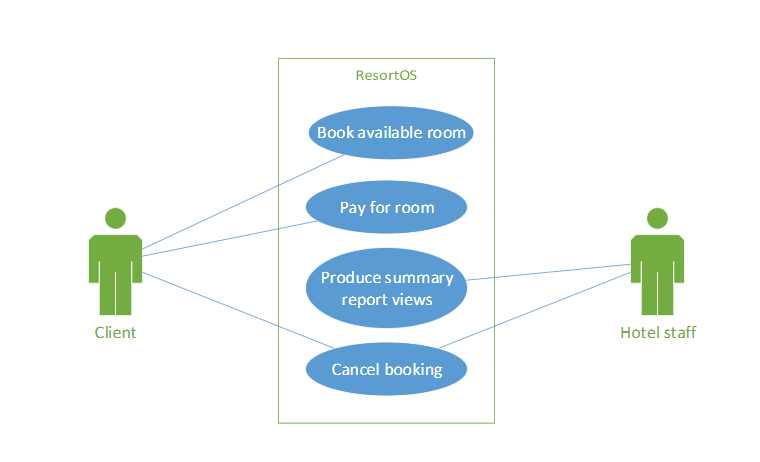 ResortOS
Book available room
Pay for room
Produce summary
report views
Client
Hotel staff
Cancel booking